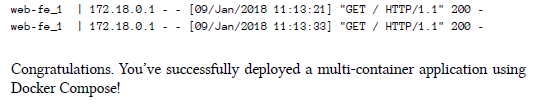 web-fe_1  | 172.18.0.1 - - [09/Jan/2018 11:13:21] "GET / HTTP/1.1" 200 -
web-fe_1  | 172.18.0.1 - - [09/Jan/2018 11:13:33] "GET / HTTP/1.1" 200 -
Congratulations. You’ve successfully deployed a multi-container application using
Docker Compose!